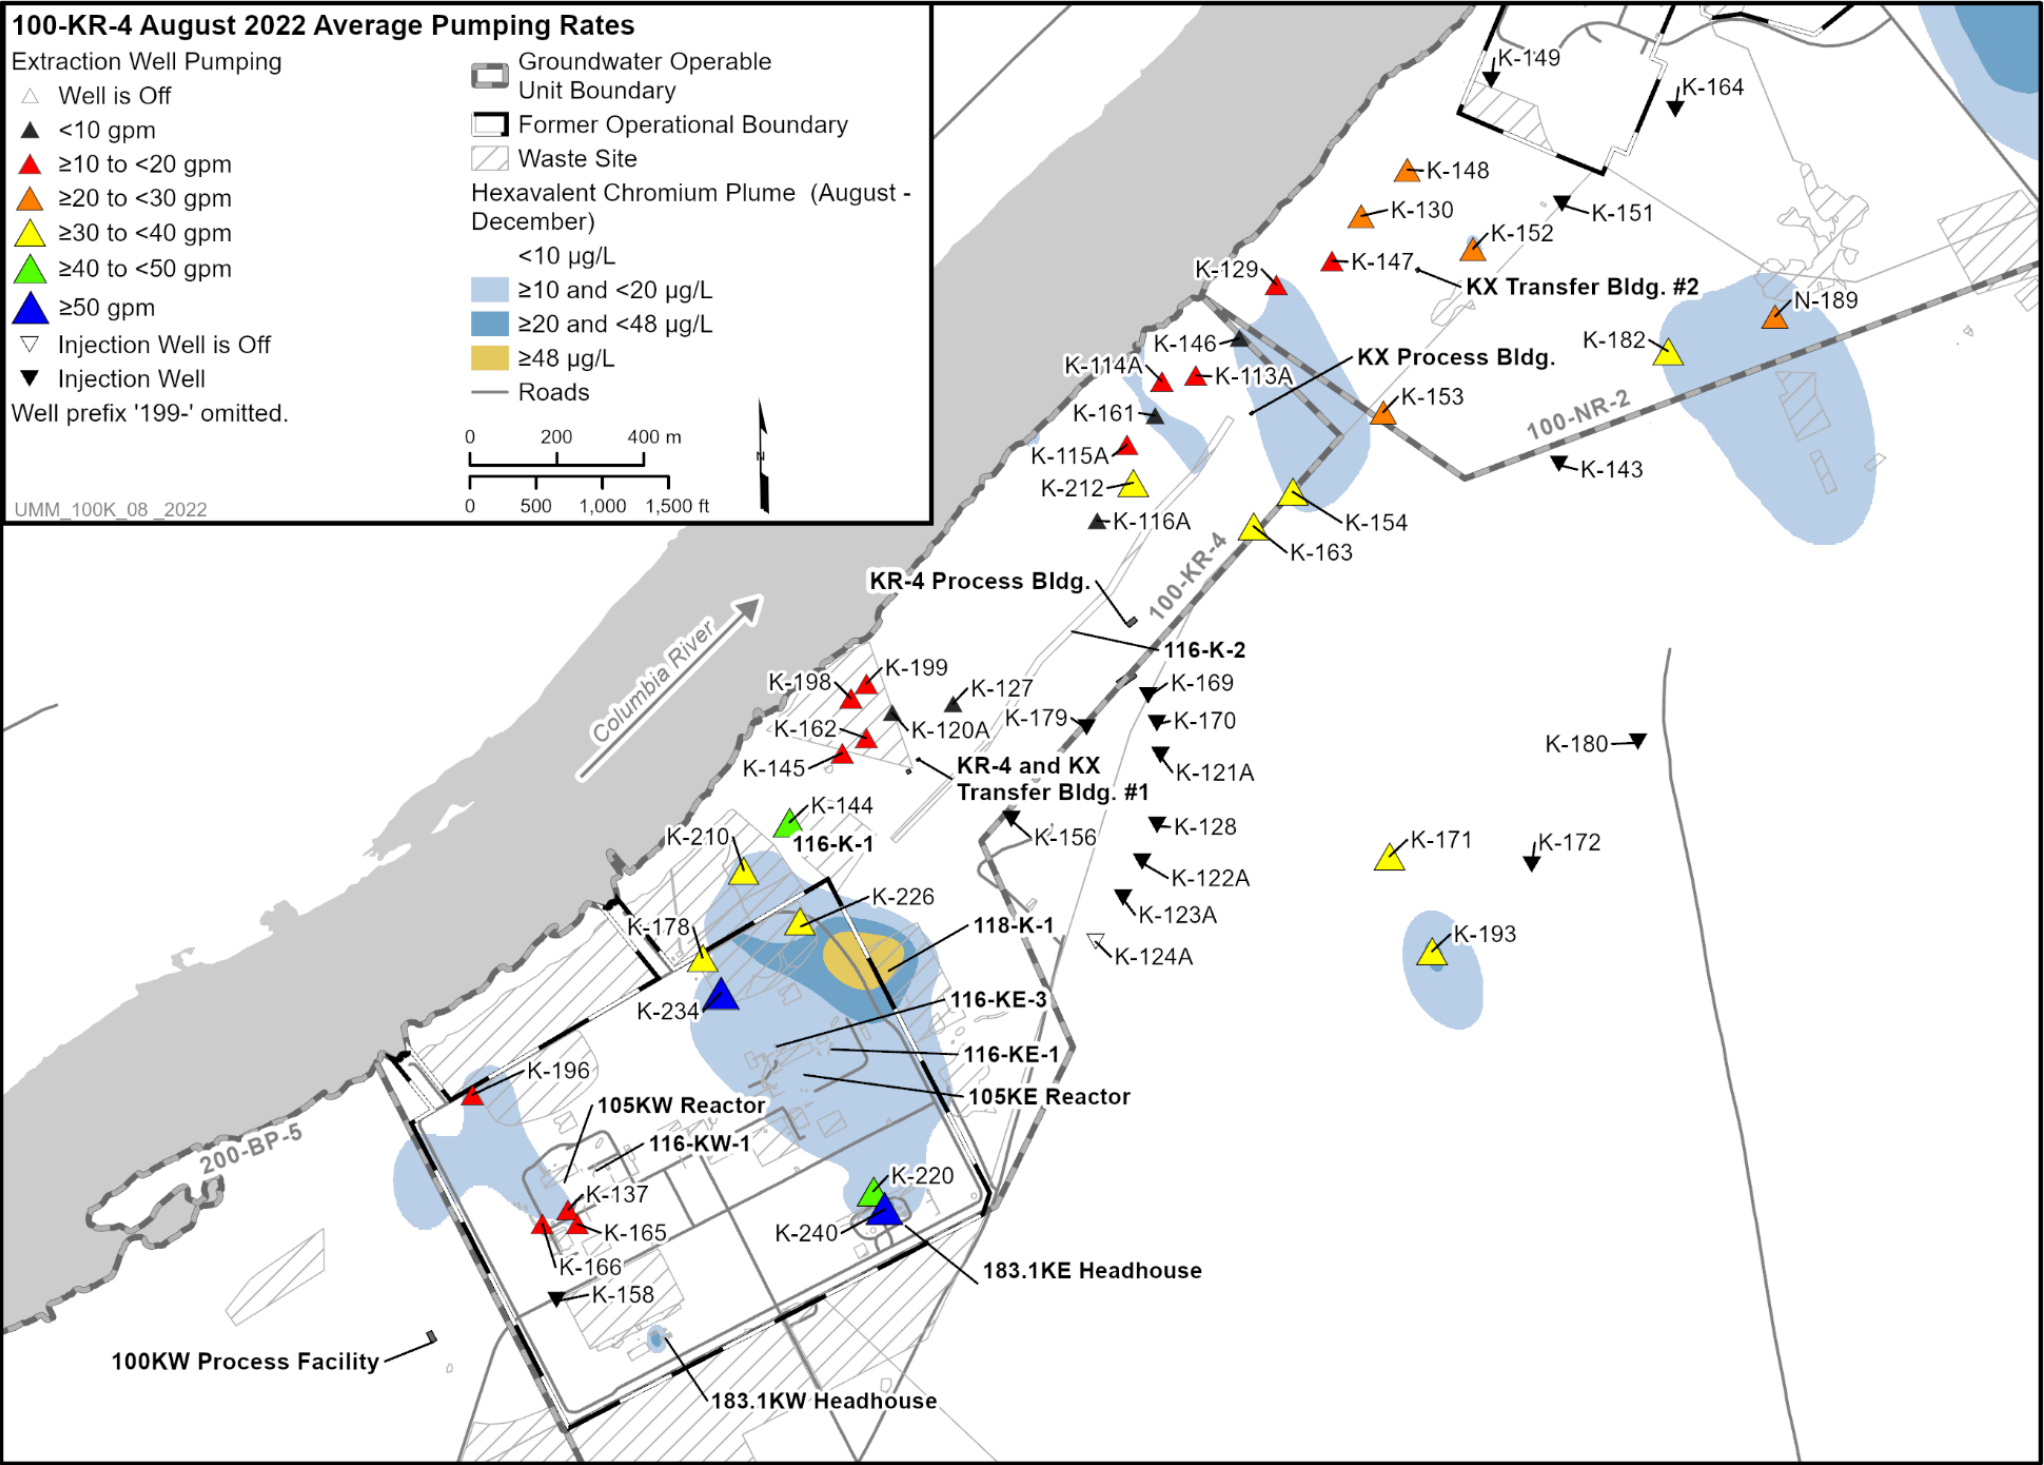 100-KR-4 August 2022 Average Pumping Rates
Extraction Well Pumping
Well is Off
<10 gpm
≥10 to <20 gpm
≥20 to <30 gpm
≥30 to <40 gpm
≥40 to <50 gpm
≥50 gpm
Injection Well is Off
Injection Well
Well prefix '199-' omitted.
UMM_100K_08 _2022
Groundwater Operable
Unit Boundary
Former Operational Boundary
Waste Site
Hexavalent Chromium Plume (August -
December)
<10 µg/L
≥10 and <20 µg/L
≥20 and <48 µg/L
≥48 µg/L
Roads
0 200 400 m
0 500 1,000 1,500 ft
N
K-149
K-164
K-148
K-130
K-151
K-152
K-147
K-129
KX Transfer Bldg. #2
N-189
K-182
K-146
KX Process Bldg.
K-114A
K-113A
K-153
K-161
100-NR-2
K-115A
K-143
K-212
K-116A
K-154
K-163
100-KR-4
KR-4 Process Bldg.
116-K-2
Columbia River
K-199
K-198
K-127
K-169
K-179
K-170
K-162
K-120A
K-145
KR-4 and KX
Transfer Bldg. #1
K-121A
K-180
K-144
116-K-1
K-210
K-156
K-128
K-171
K-172
K-122A
K-226
K-123A
K-178
118-K-1
K-193
K-124A
K-234
116-KE-3
116-KE-1
K-196
105KE Reactor
105KW Reactor
116-KW-1
200-BP-5
K-220
K-137
K-165
K-240
K-166
183.1KE Headhouse
K-158
100KW Process Facility
183.1KW Headhouse